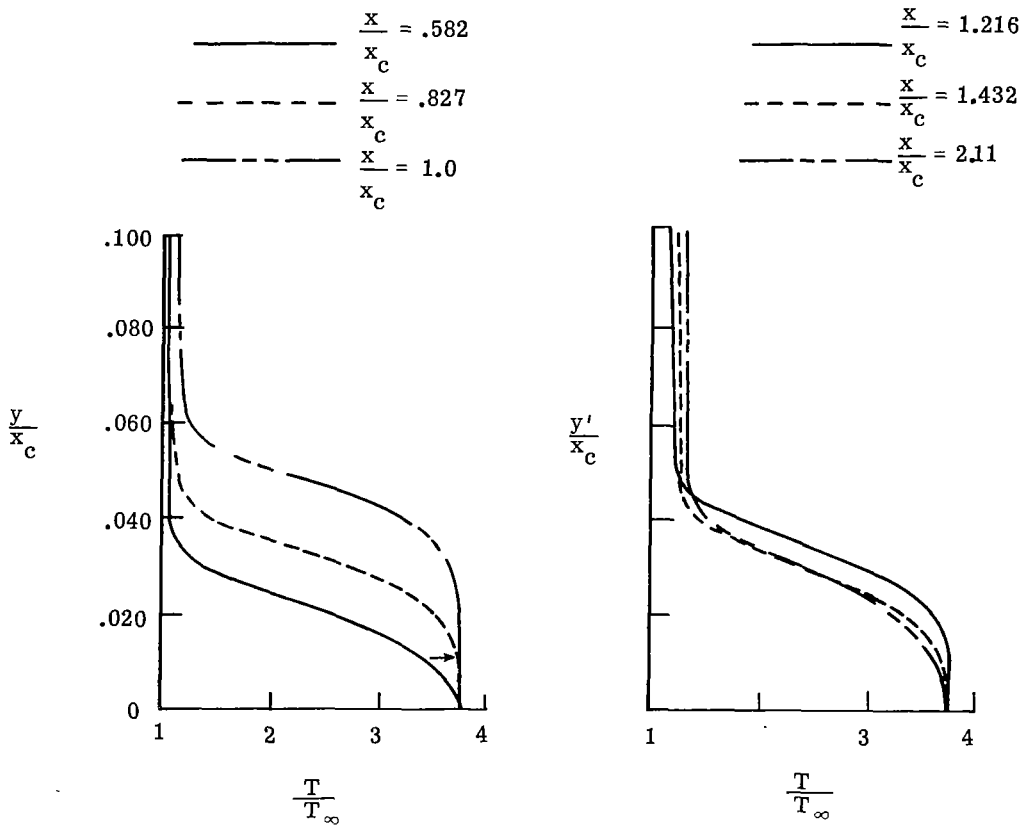 x/x_c = .582
x/x_c = .827
x/x_c = 1.0
x/x_c = 1.216
x/x_c = 1.432
x/x_c = 2.11
.100
.080
.060
.040
.020
0
y/x_c
1 2 3 4
T/T_∞
y'/x_c
1 2 3 4
T/T_∞